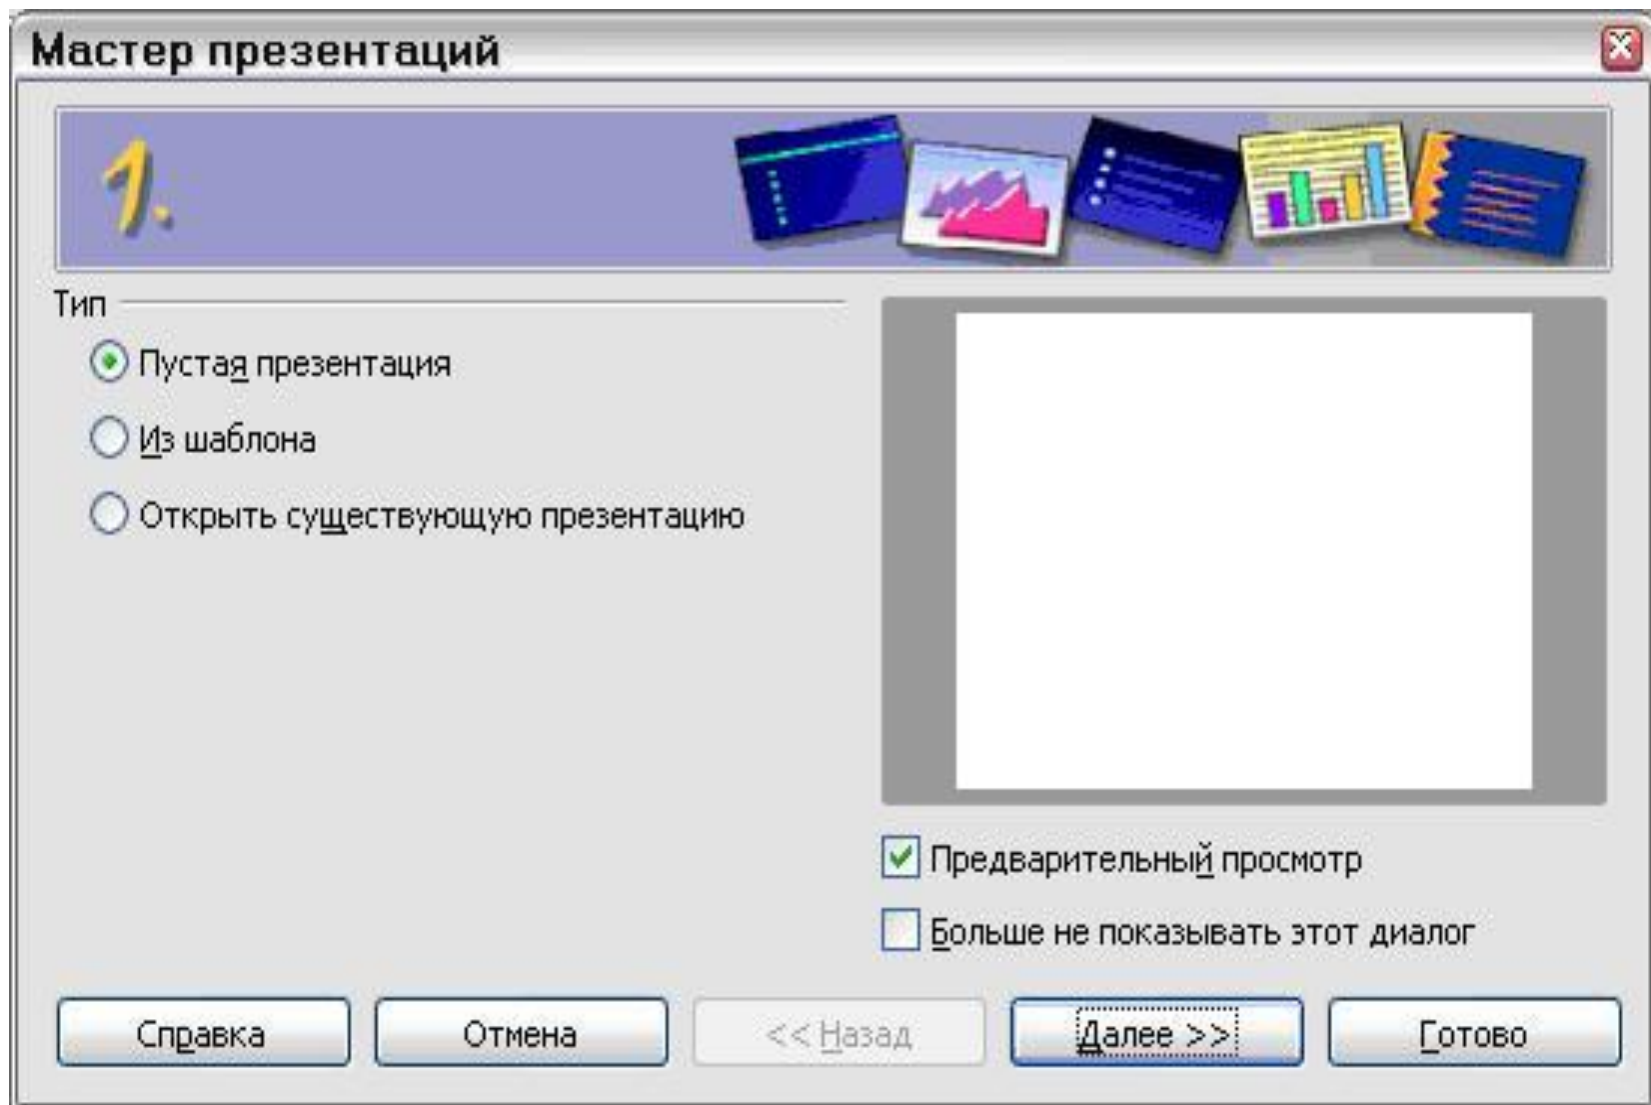 Мастер презентаций
1.
Тип
Пустая презентация
Из шаблона
Открыть существующую презентацию
Предварительный просмотр
Больше не показывать этот диалог
Справка
Отмена
<< Назад
Далее >>
Готово